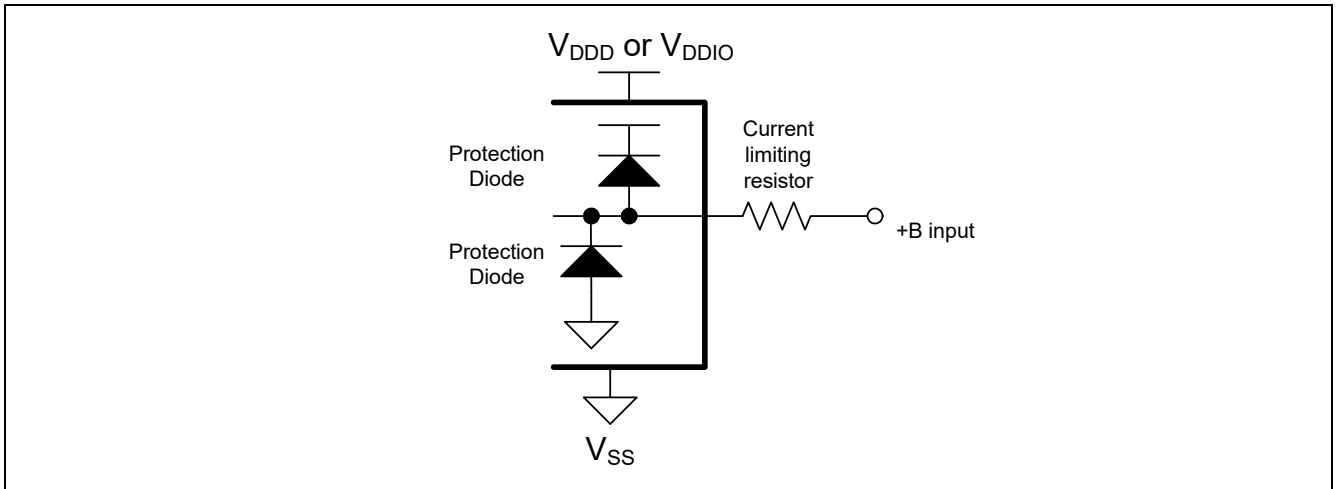 VDDD or VDDIO
Protection
Diode
Current
limiting
resistor
+B input
Protection
Diode
VSS